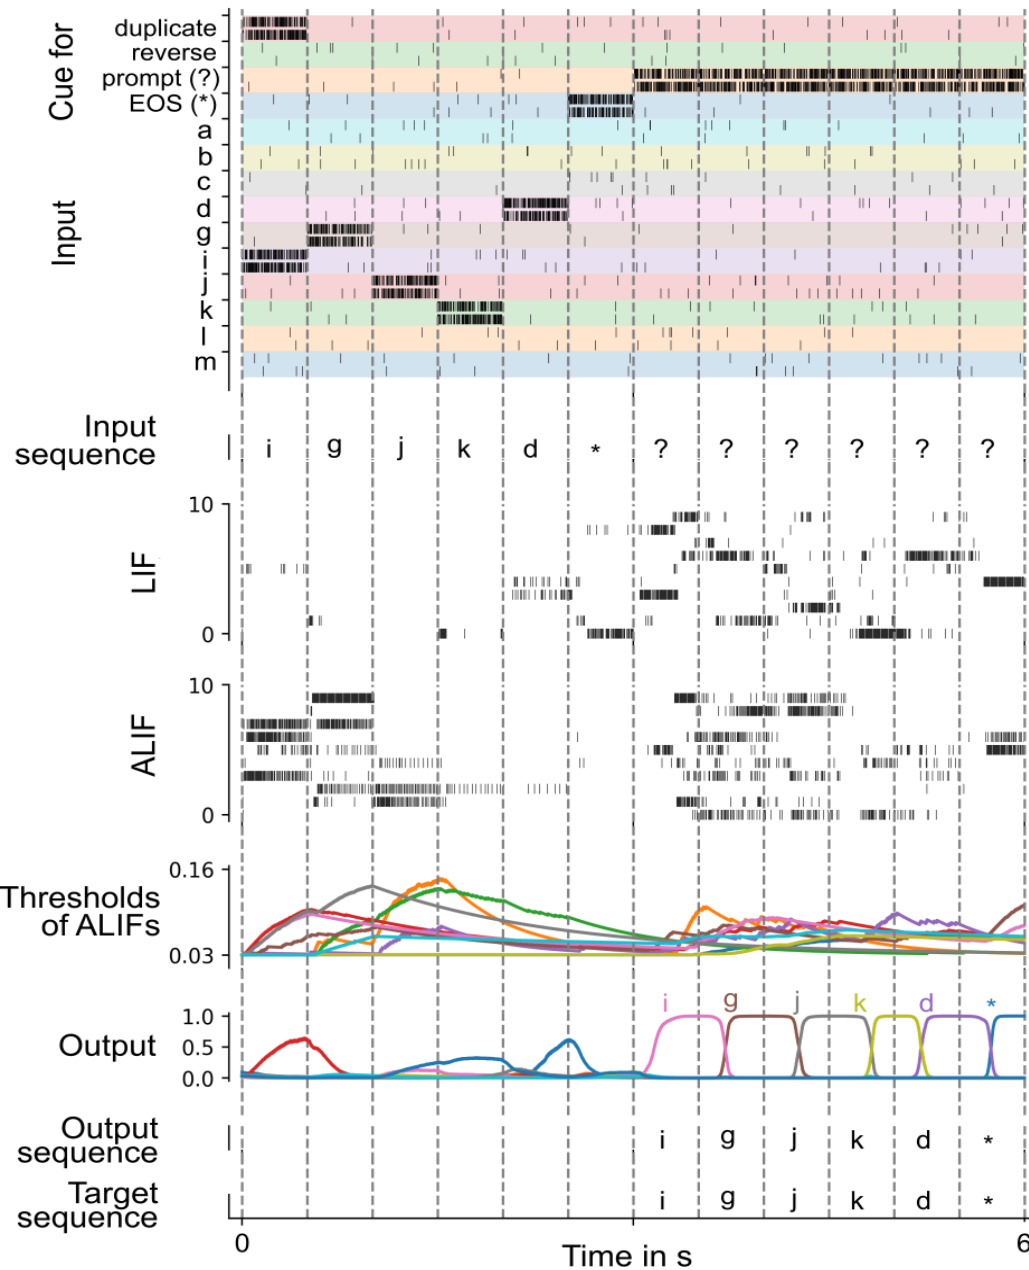 Cue for
duplicate
reverse
prompt (?)
EOS (*)
Input
a
b
c
d
g
i
j
k
l
m
Input
sequence
i g j k d * ? ? ? ? ? ?
LIF
10
0
ALIF
10
0
Thresholds
of ALIFs
0.16
0.03
Output
1.0
0.5
0.0
i g j k d *
Output
sequence
i g j k d *
Target
sequence
i g j k d *
0 6
Time in s